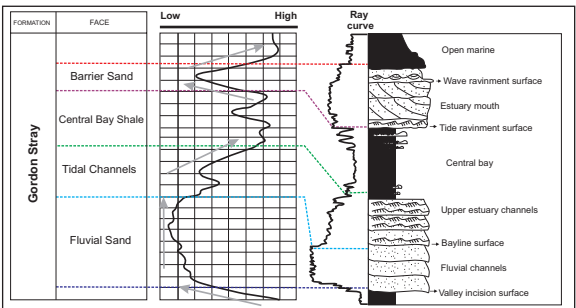 FORMATION
FACE
Low
High
Ray
curve
Gordon Stray
Barrier Sand
Central Bay Shale
Tidal Channels
Fluvial Sand
Open marine
Wave ravinment surface
Estuary mouth
Tide ravinment surface
Central bay
Upper estuary channels
Bayline surface
Fluvial channels
Valley incision surface